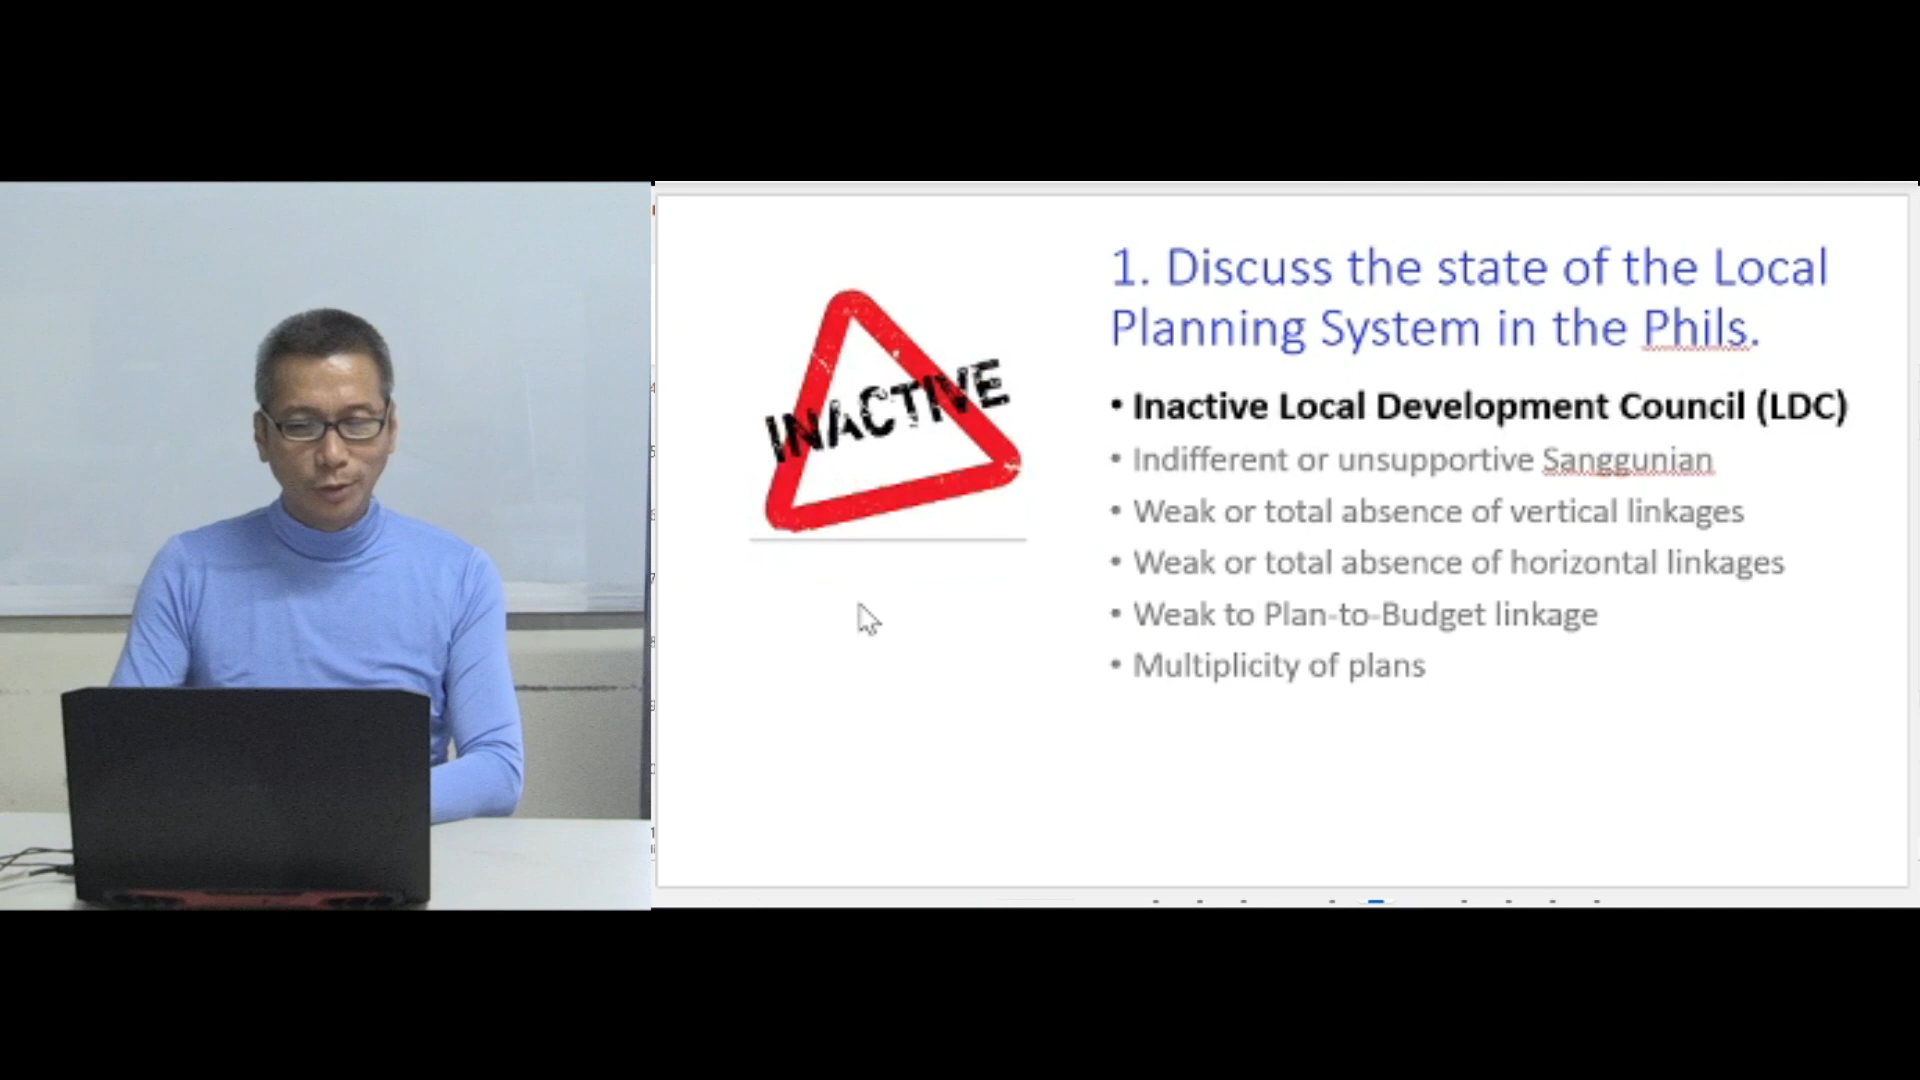 INACTIVE
1. Discuss the state of the Local
Planning System in the Phils.
• Inactive Local Development Council (LDC)
• Indifferent or unsupportive Sanggunian
• Weak or total absence of vertical linkages
• Weak or total absence of horizontal linkages
• Weak to Plan-to-Budget linkage
• Multiplicity of plans